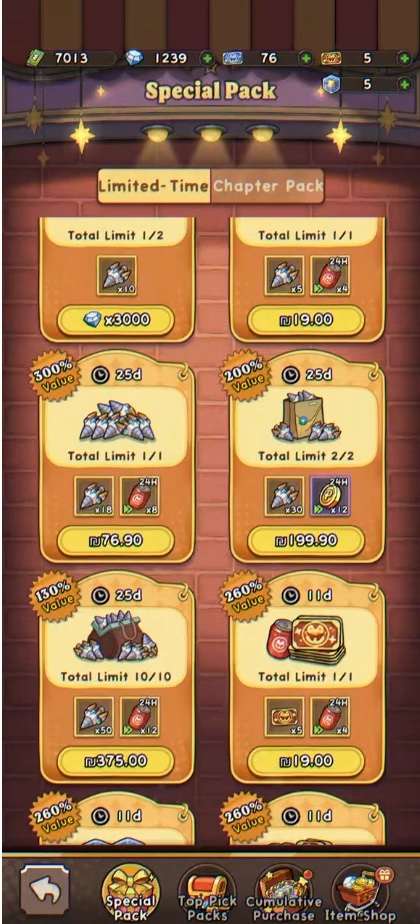 7013
1239
76
5
5
Special Pack
Limited-Time
Chapter Pack
Total Limit 1/2
x10
x3000
Total Limit 1/1
x5
24H
x4
₪19.00
300%
Value
25d
Total Limit 1/1
x18
24H
x8
₪76.90
200%
Value
25d
Total Limit 2/2
x30
24H
x12
₪199.90
130%
Value
25d
Total Limit 10/10
x50
24H
x12
₪375.00
260%
Value
11d
Total Limit 1/1
x5
24H
x4
₪19.00
260%
Value
11d
260%
Value
11d
Special
Pack
Top Pick
Packs
Cumulative
Purchase
Item Shop